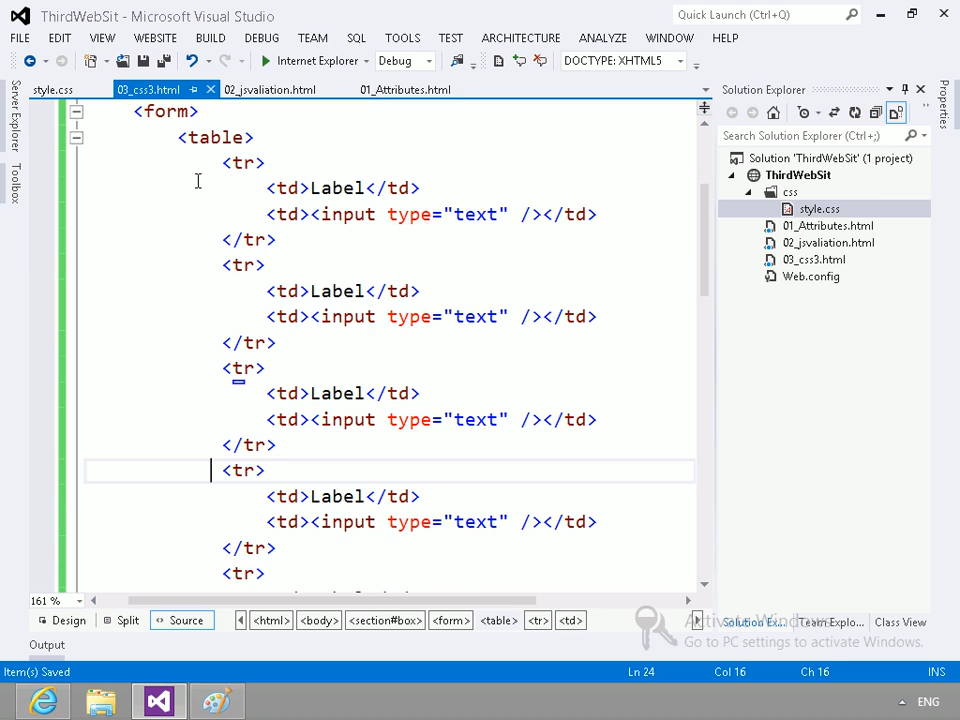 ThirdWebSit - Microsoft Visual Studio
Quick Launch (Ctrl+Q)
FILE EDIT VIEW WEBSITE BUILD DEBUG TEAM SQL TOOLS TEST ARCHITECTURE ANALYZE WINDOW HELP
Internet Explorer Debug DOCTYPE: XHTML5
Server Explorer
Toolbox
style.css 03_css3.html 02_jsvaliation.html 01_Attributes.html
<form>
<table>
<tr>
<td>Label</td>
<td><input type="text" /></td>
</tr>
<tr>
<td>Label</td>
<td><input type="text" /></td>
</tr>
<tr>
<td>Label</td>
<td><input type="text" /></td>
</tr>
<tr>
<td>Label</td>
<td><input type="text" /></td>
</tr>
<tr>
161 %
Design Split Source <html> <body> <section#box> <form> <table> <tr> <td>
Solution Explorer
Search Solution Explorer (Ctrl+;)
Solution 'ThirdWebSit' (1 project)
ThirdWebSit
css
style.css
01_Attributes.html
02_jsvaliation.html
03_css3.html
Web.config
Properties
Solution Ex... Team Explo... Class View
Activate Windows
Go to PC settings to activate Windows.
Output
Item(s) Saved Ln 24 Col 16 Ch 16 INS
ENG